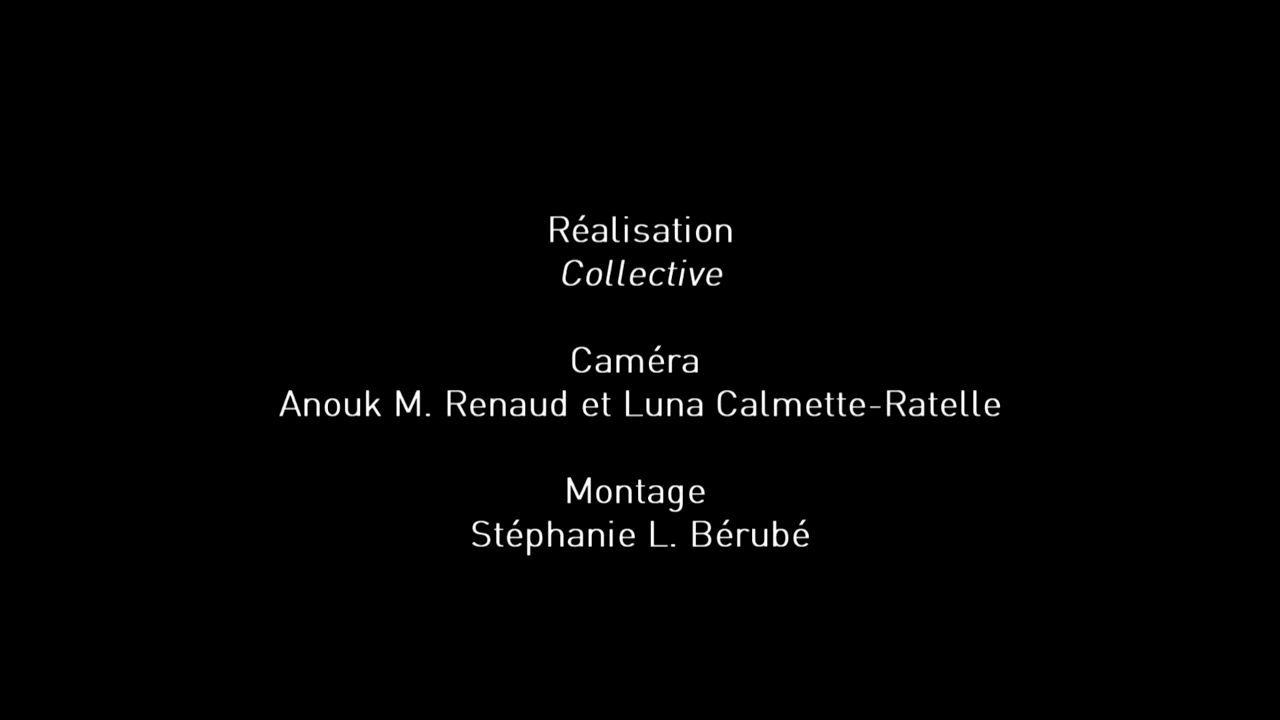 Réalisation
Collective
Caméra
Anouk M. Renaud et Luna Calmette-Ratelle
Montage
Stéphanie L. Bérubé